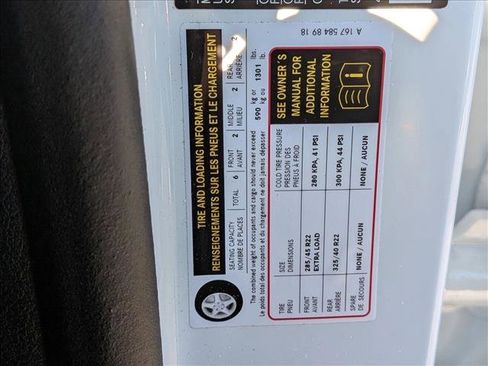 A 167 584 89 18
TIRE AND LOADING INFORMATION
RENSEIGNEMENTS SUR LES PNEUS ET LE CHARGEMENT
SEATING CAPACITY TOTAL 6 FRONT 2 MIDDLE 2 REAR 2
NOMBRE DE PLACES AVANT MILIEU ARRIÈRE
The combined weight of occupants and cargo should never exceed 590 kg or 1301 lbs.
Le poids total des occupants et du chargement ne doit jamais dépasser kg ou lb.
TIRE SIZE COLD TIRE PRESSURE
PNEU DIMENSIONS PRESSION DES
PNEUS À FROID
FRONT 285/45 R22 280 KPA, 41 PSI
AVANT EXTRA LOAD
REAR 325/40 R22 300 KPA, 44 PSI
ARRIÈRE
SPARE NONE / AUCUN NONE / AUCUN
DE SECOURS
SEE OWNER´S
MANUAL FOR
ADDITIONAL
INFORMATION